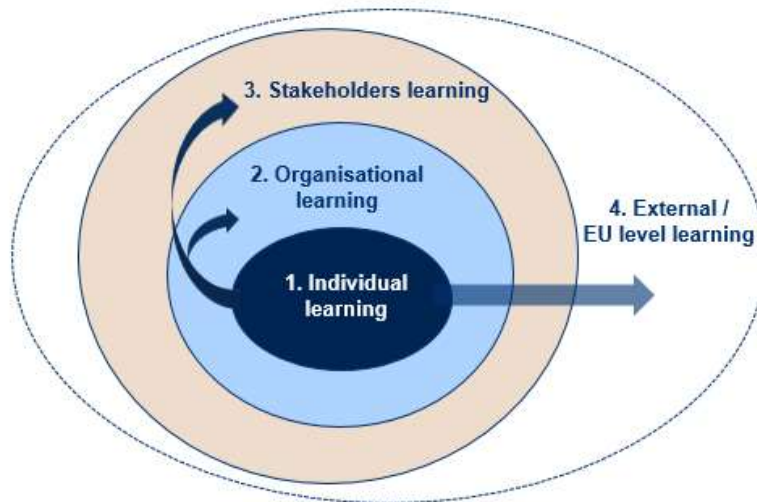 3. Stakeholders learning
2. Organisational
learning
4. External /
EU level learning
1. Individual
learning